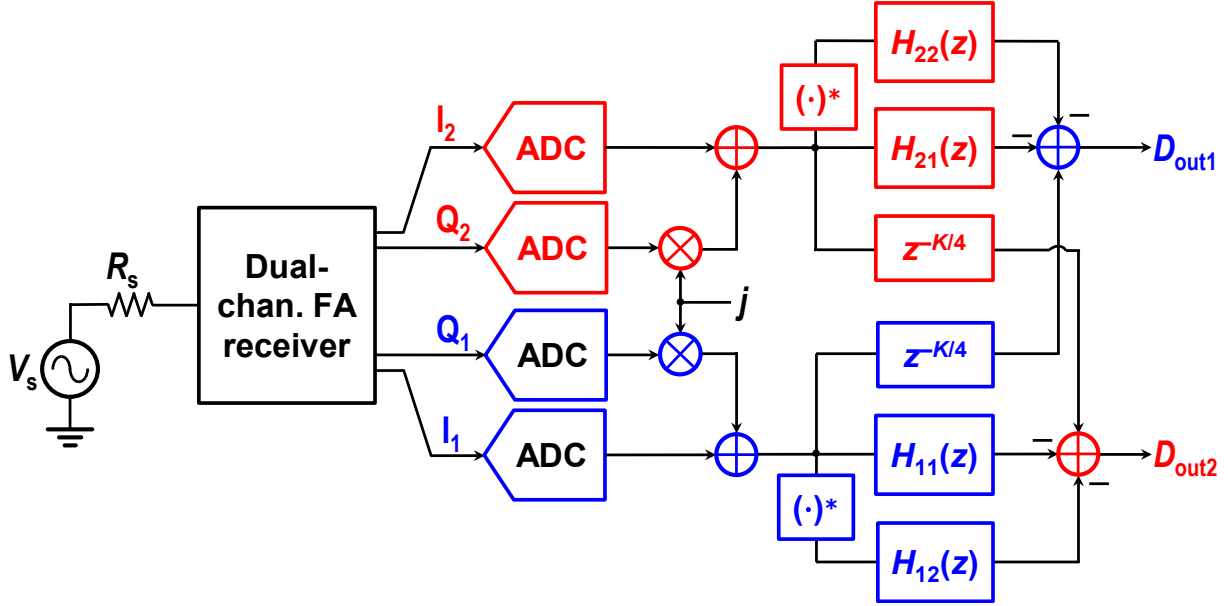 H22(z)
(·)*
I2
ADC
H21(z)
−
−
Dout1
Q2
ADC
z−K/4
Rs
Dual-
chan. FA
receiver
j
Vs
Q1
ADC
z−K/4
I1
ADC
H11(z)
−
−
Dout2
(·)*
H12(z)